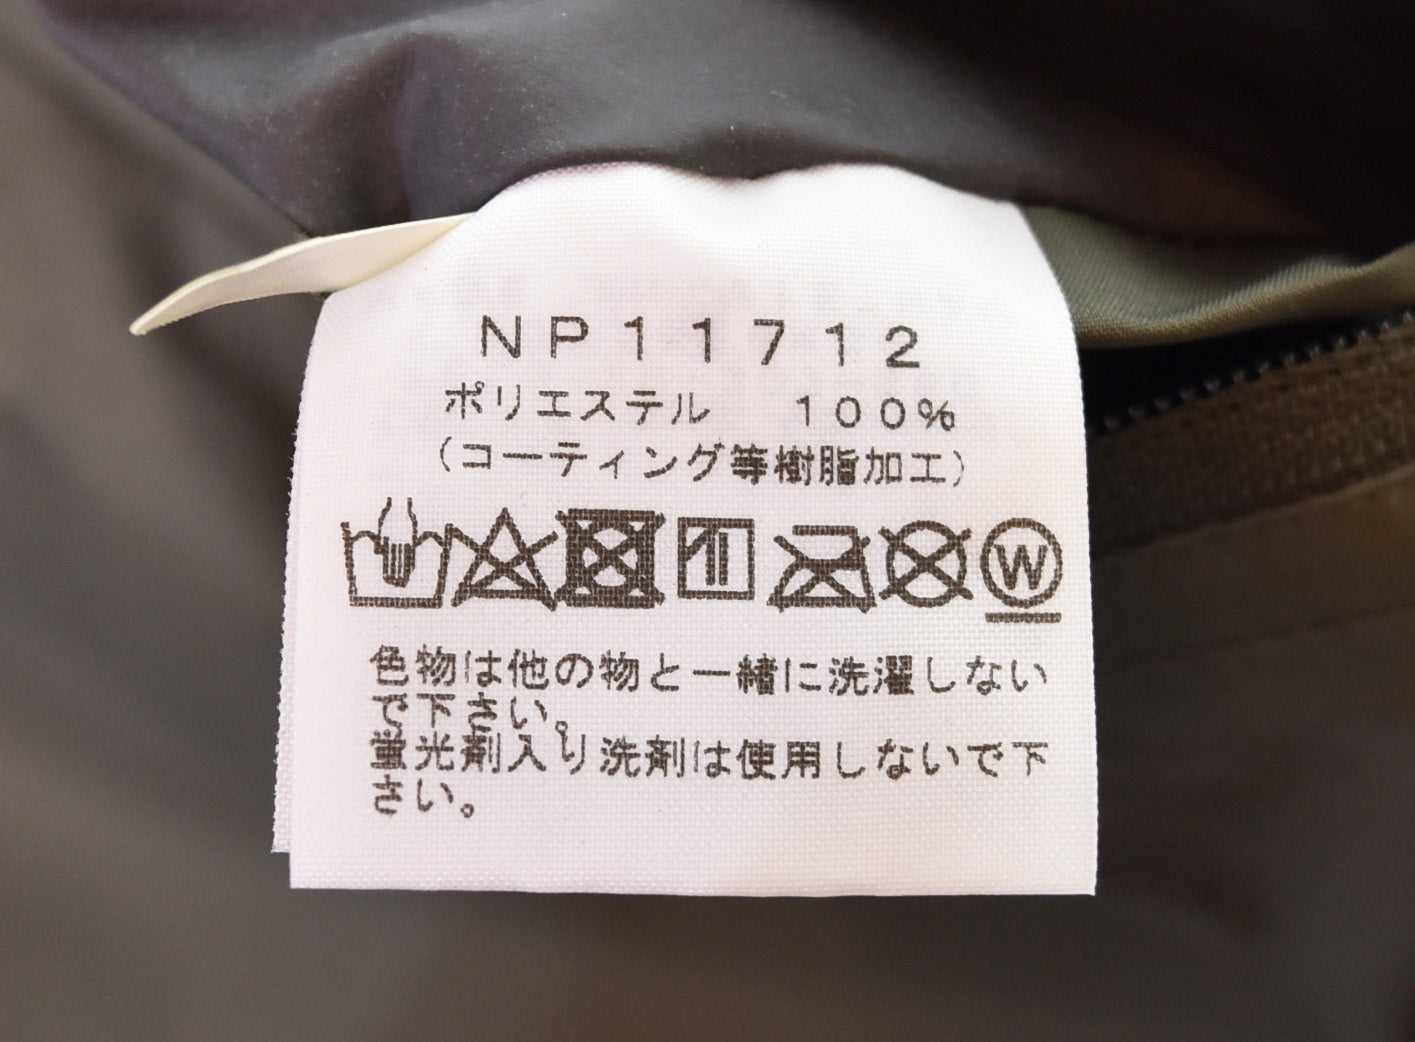 NP11712
ポリエステル　100%
（コーティング等樹脂加工）
W
色物は他の物と一緒に洗濯しない
で下さい。
蛍光剤入り洗剤は使用しないで下
さい。